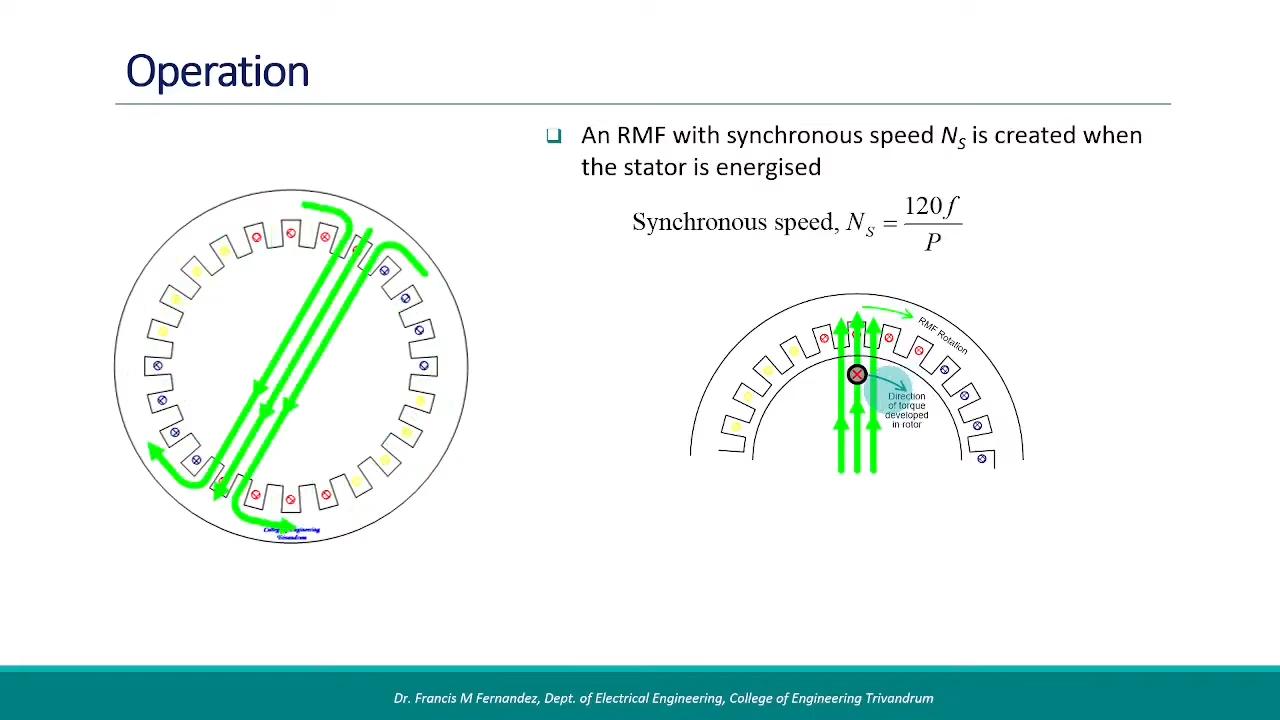 Operation
❑ An RMF with synchronous speed N_S is created when
the stator is energised
Synchronous speed, N_S = 120 f / P
RMF Rotation
Direction
of torque
developed
in rotor
College of Engineering
Trivandrum
Dr. Francis M Fernandez, Dept. of Electrical Engineering, College of Engineering Trivandrum